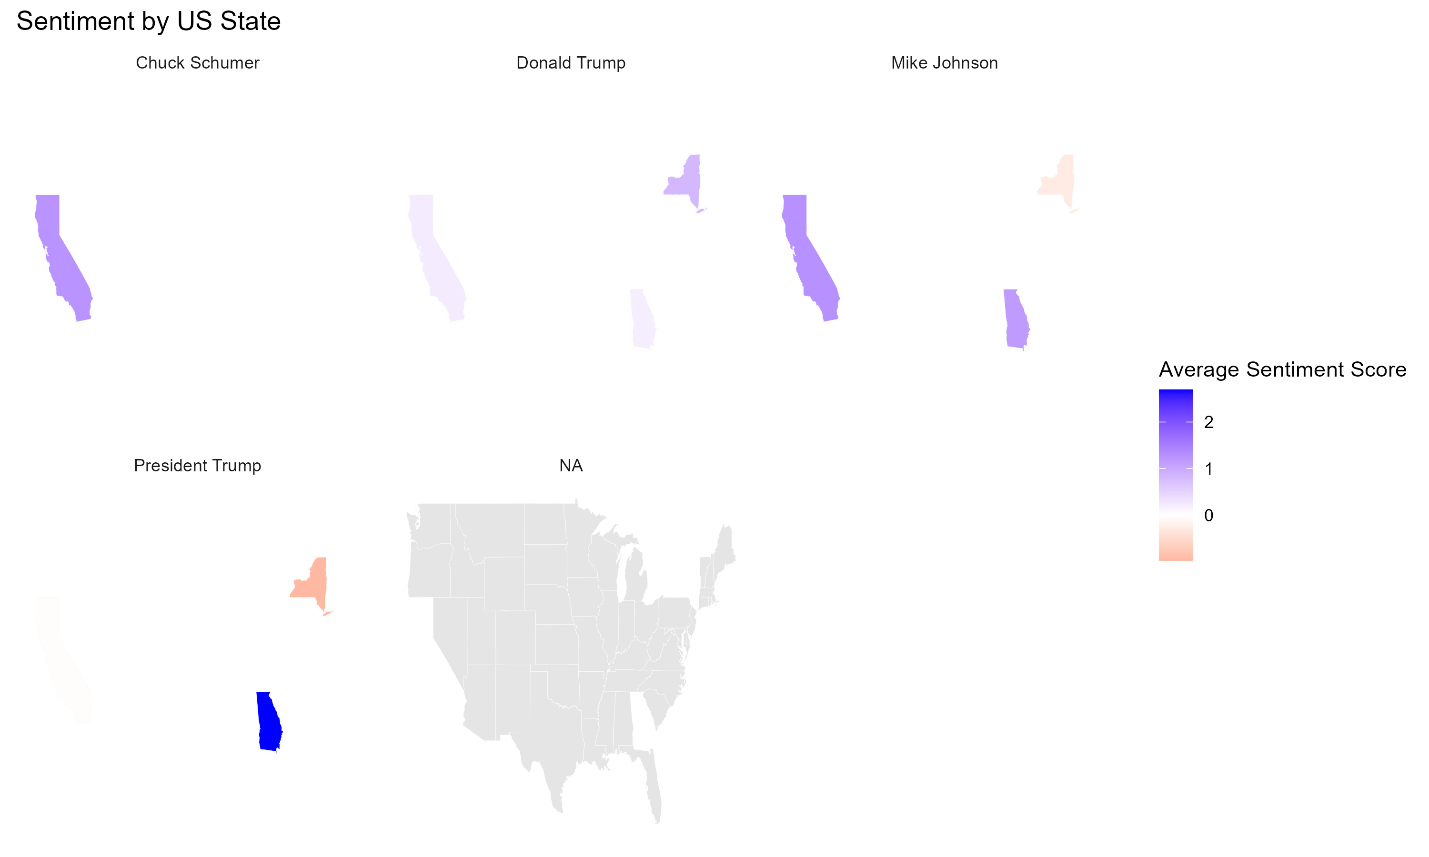 Sentiment by US State
Chuck Schumer
Donald Trump
Mike Johnson
Average Sentiment Score
2
1
0
President Trump
NA